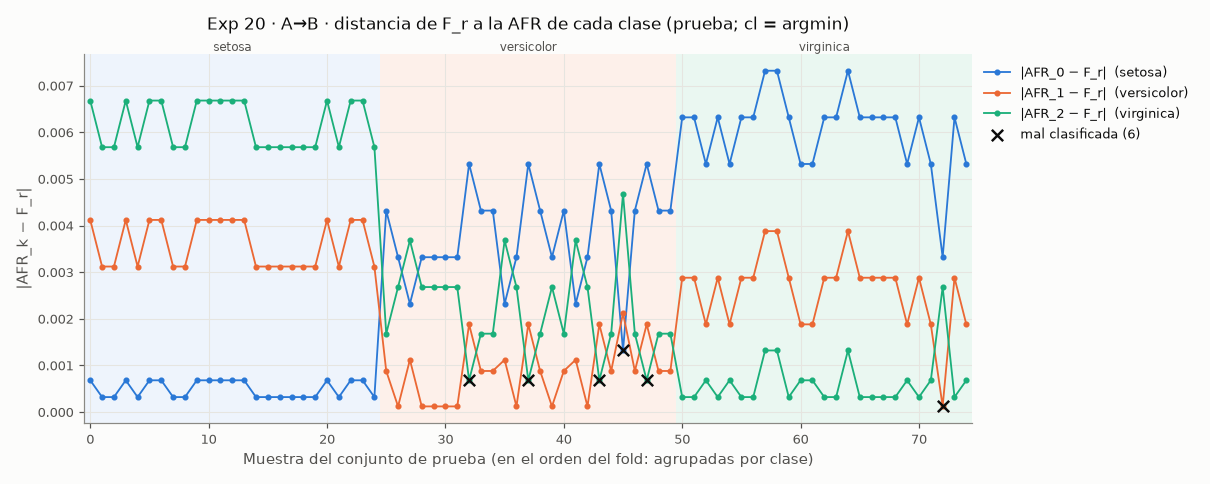 Exp 20 · A→B · distancia de F_r a la AFR de cada clase (prueba; cl = argmin)
setosa
versicolor
virginica
|AFR_0 − F_r| (setosa)
|AFR_1 − F_r| (versicolor)
|AFR_2 − F_r| (virginica)
mal clasificada (6)
|AFR_k − F_r|
0.007
0.006
0.005
0.004
0.003
0.002
0.001
0.000
0
10
20
30
40
50
60
70
Muestra del conjunto de prueba (en el orden del fold: agrupadas por clase)